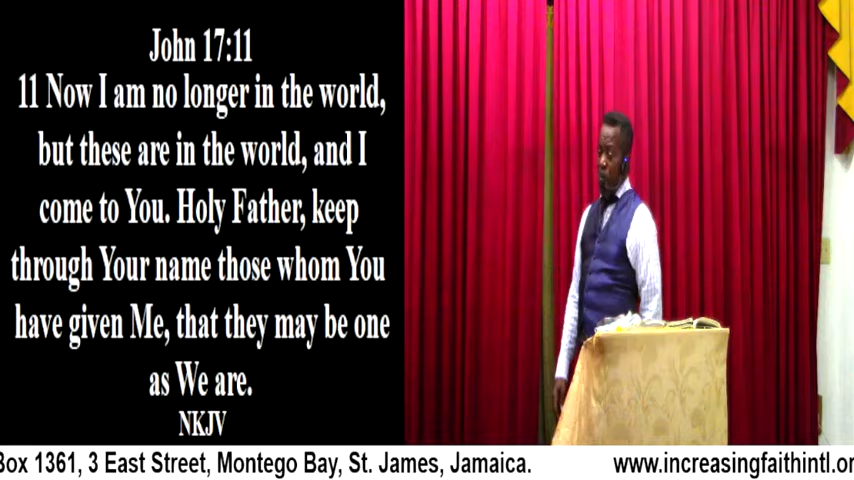 John 17:11
11 Now I am no longer in the world,
but these are in the world, and I
come to You. Holy Father, keep
through Your name those whom You
have given Me, that they may be one
as We are.
NKJV
Box 1361, 3 East Street, Montego Bay, St. James, Jamaica. www.increasingfaithintl.or